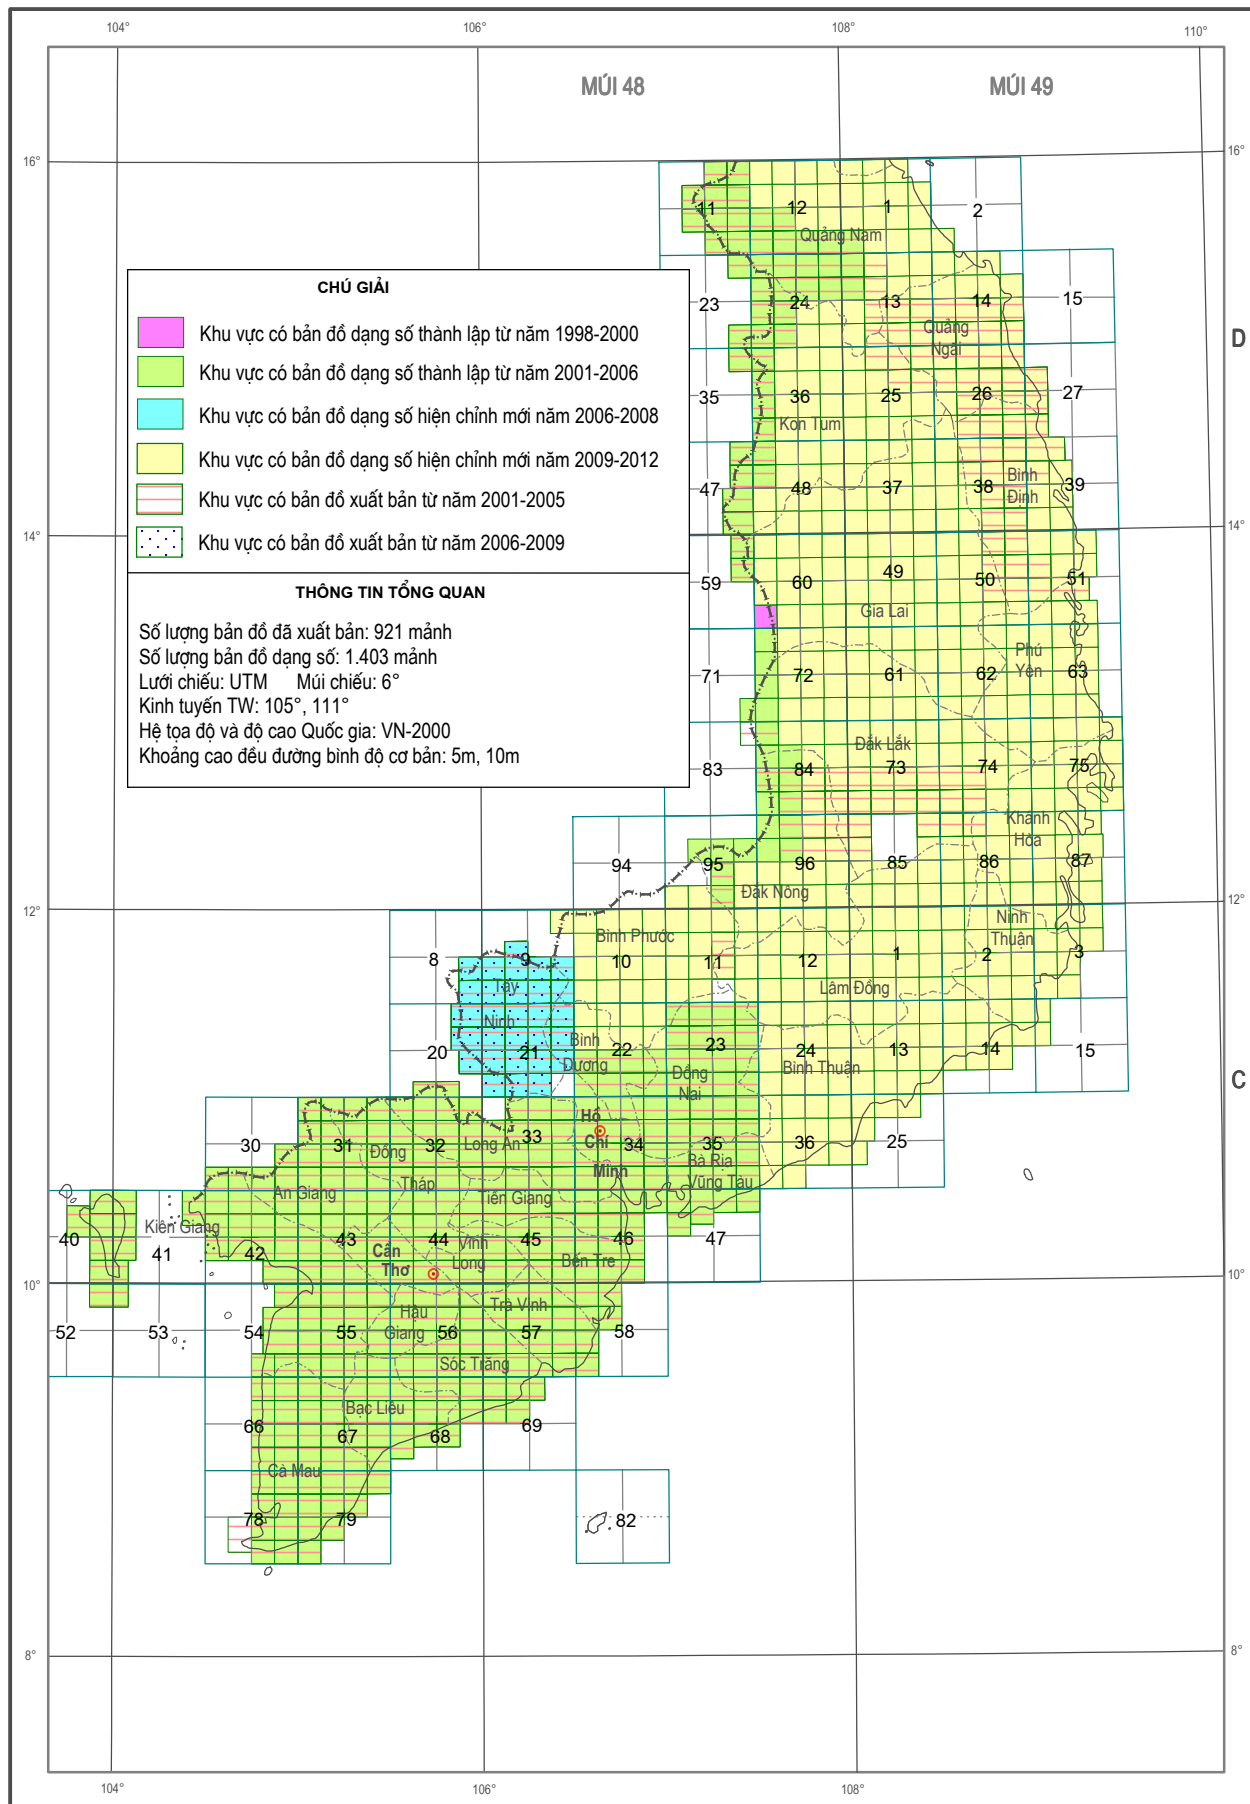 104°
106°
108°
110°
MÚI 48
MÚI 49
16°
16°
11
12
1
2
Quảng Nam
CHÚ GIẢI
Khu vực có bản đồ dạng số thành lập từ năm 1998-2000
Khu vực có bản đồ dạng số thành lập từ năm 2001-2006
Khu vực có bản đồ dạng số hiện chỉnh mới năm 2006-2008
Khu vực có bản đồ dạng số hiện chỉnh mới năm 2009-2012
Khu vực có bản đồ xuất bản từ năm 2001-2005
Khu vực có bản đồ xuất bản từ năm 2006-2009
THÔNG TIN TỔNG QUAN
Số lượng bản đồ đã xuất bản: 921 mảnh
Số lượng bản đồ dạng số: 1.403 mảnh
Lưới chiếu: UTM Múi chiếu: 6°
Kinh tuyến TW: 105°, 111°
Hệ tọa độ và độ cao Quốc gia: VN-2000
Khoảng cao đều đường bình độ cơ bản: 5m, 10m
23
24
13
14
15
Quảng
Ngãi
D
35
36
25
26
27
Kon Tum
47
48
37
38
39
Bình
Định
14°
14°
59
60
49
50
51
Gia Lai
71
72
61
62
63
Phú
Yên
Đắk Lắk
83
84
73
74
75
Khánh
Hòa
94
95
96
85
86
87
Đắk Nông
12°
12°
Ninh
Thuận
Bình Phước
8
9
10
11
12
1
2
3
Tây
Ninh
Lâm Đồng
20
21
22
23
24
13
14
15
Bình
Dương
Bình Thuận
Đồng
Nai
C
Hồ
Chí
Minh
30
31
32
33
34
35
36
25
Đồng
Tháp
Long An
Bà Rịa
Vũng Tàu
An Giang
Tiền Giang
Kiên Giang
40
41
42
43
44
45
46
47
Cần
Thơ
Vĩnh
Long
Bến Tre
10°
10°
Hậu
Giang
Trà Vinh
52
53
54
55
56
57
58
Sóc Trăng
Bạc Liêu
66
67
68
69
Cà Mau
78
79
82
8°
8°
104°
106°
108°